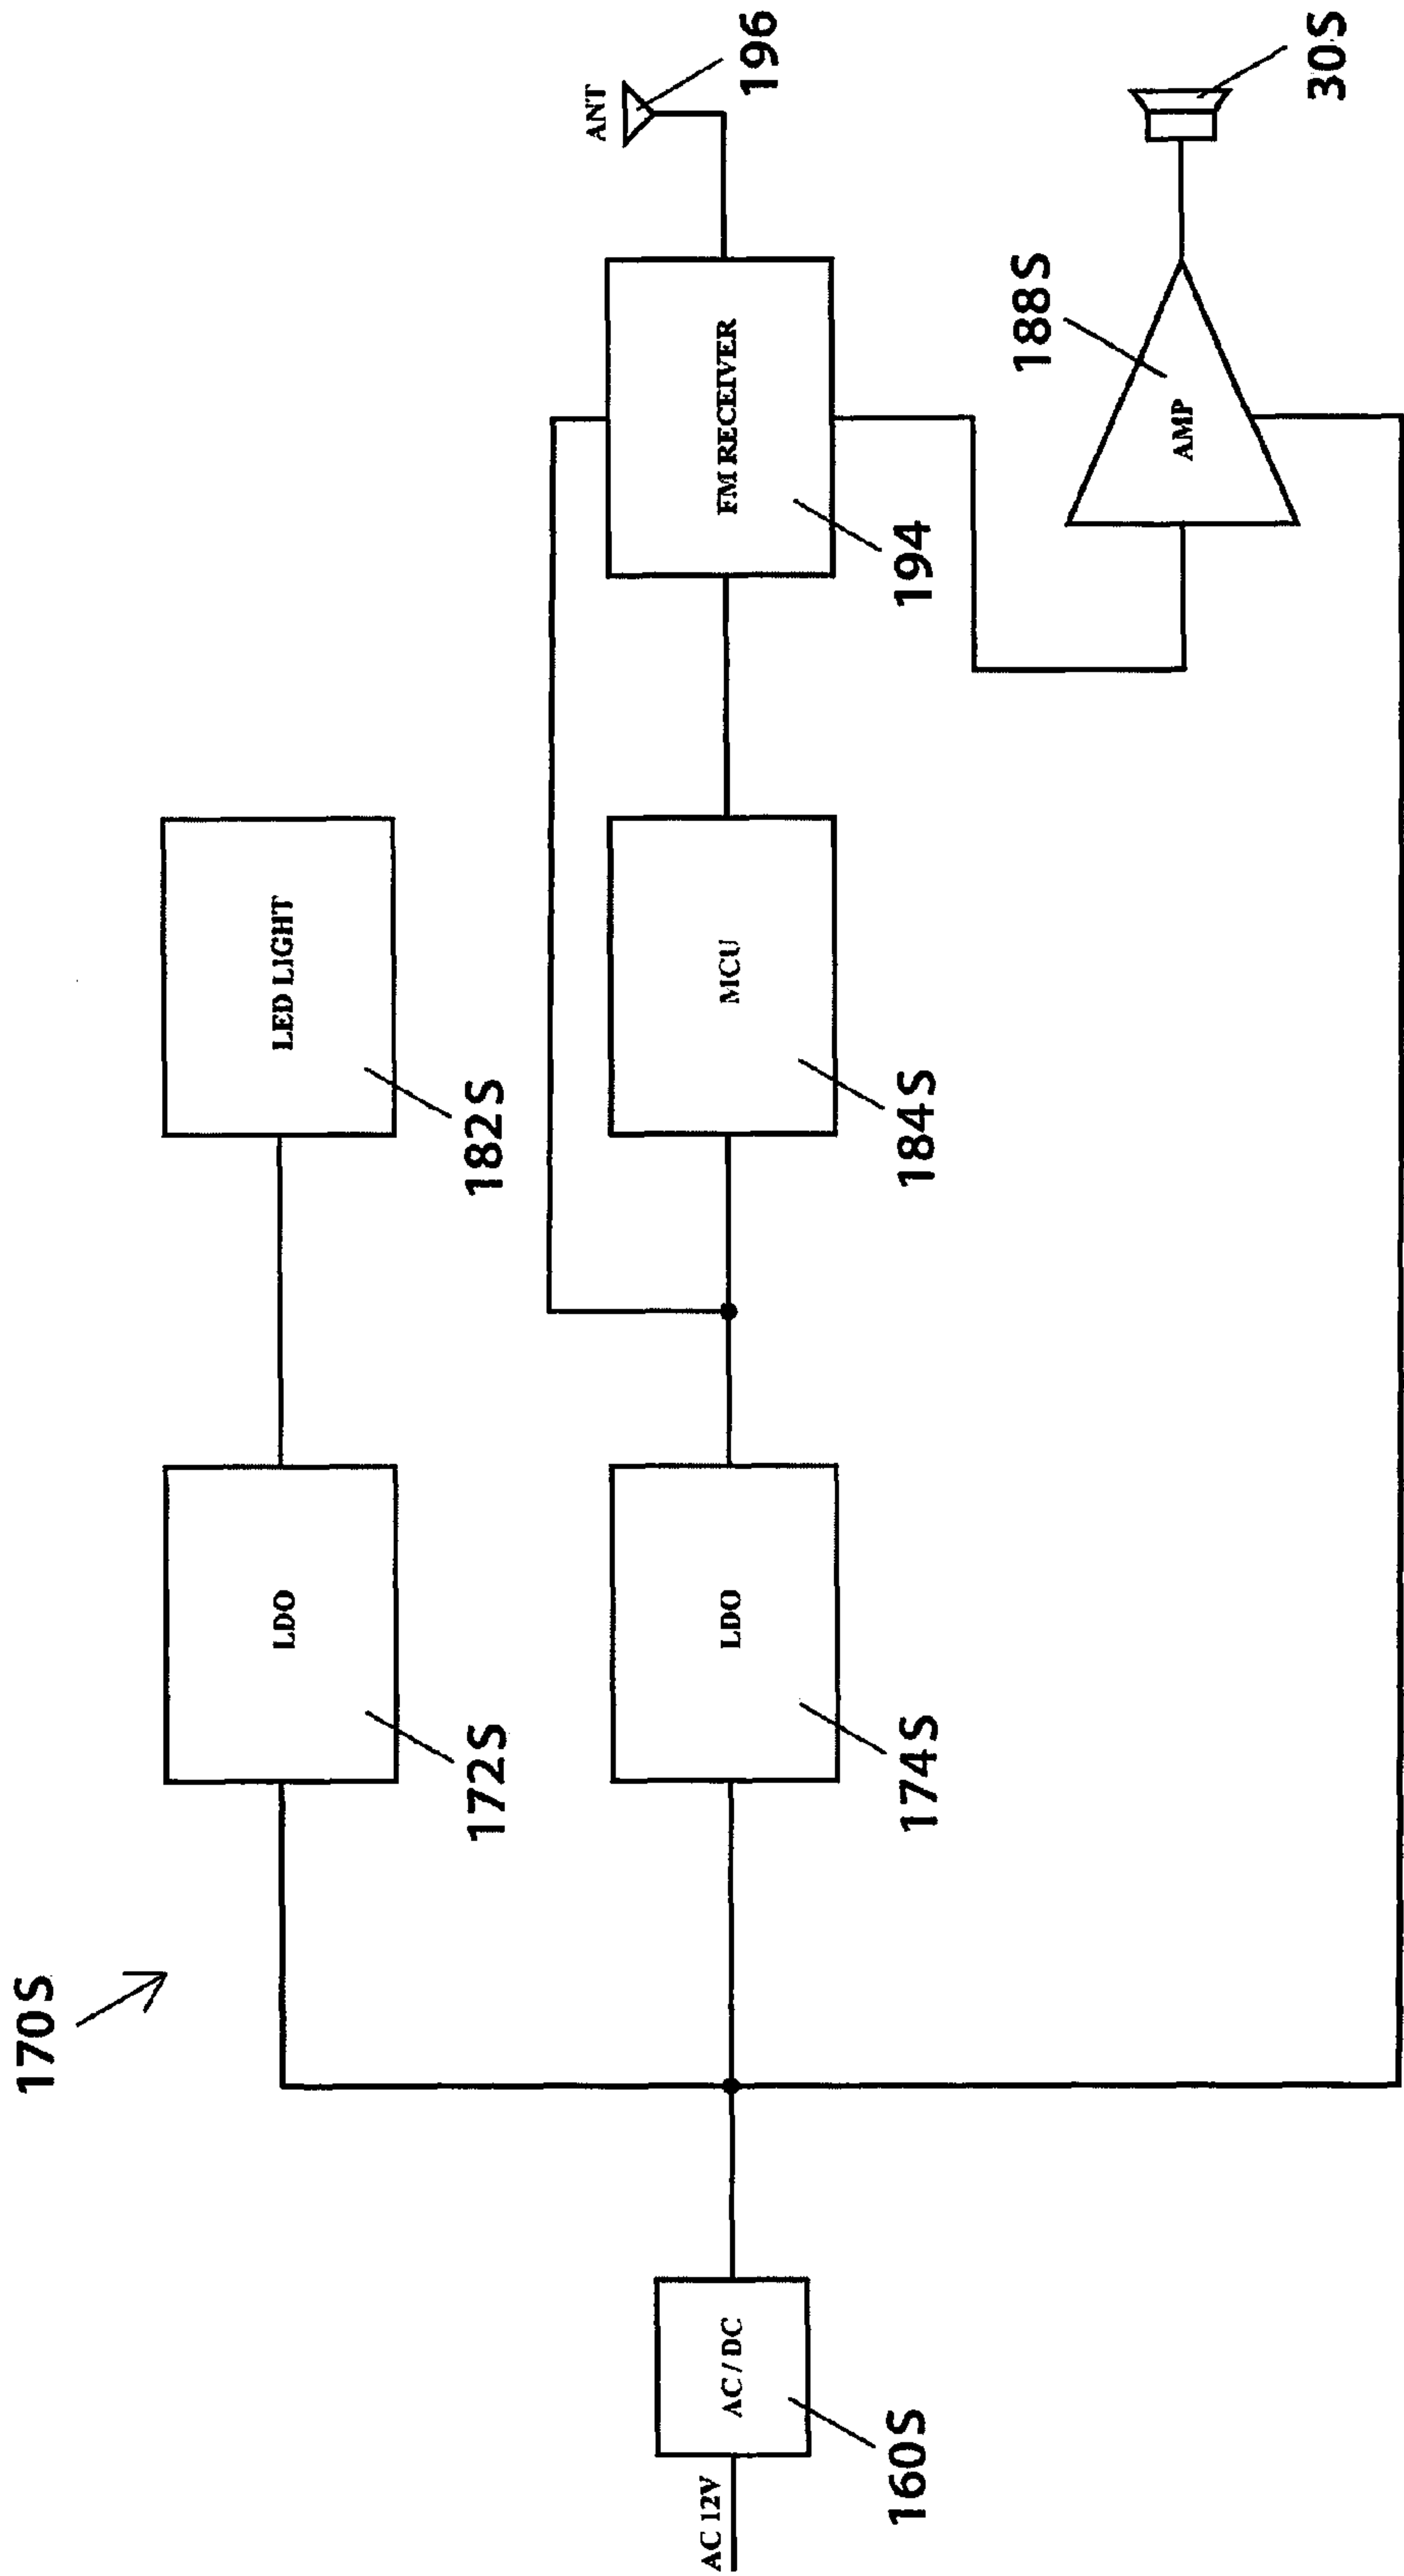 170S
LDO
172S
LED LIGHT
182S
AC 12V
AC / DC
160S
LDO
174S
MCU
184S
FM RECEIVER
194
ANT
196
AMP
188S
30S